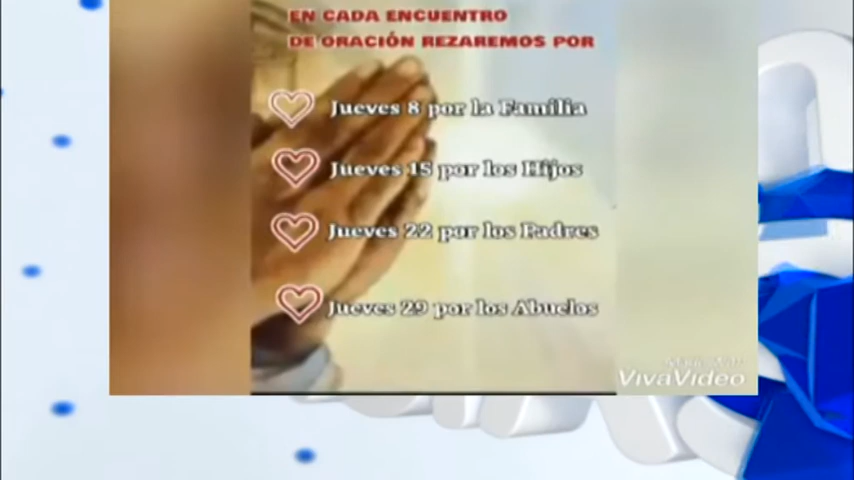 EN CADA ENCUENTRO
DE ORACIÓN REZAREMOS POR
Jueves 8 por la Família
Jueves 15 por los Hijos
Jueves 22 por los Padres
Jueves 29 por los Abuelos
VivaVideo